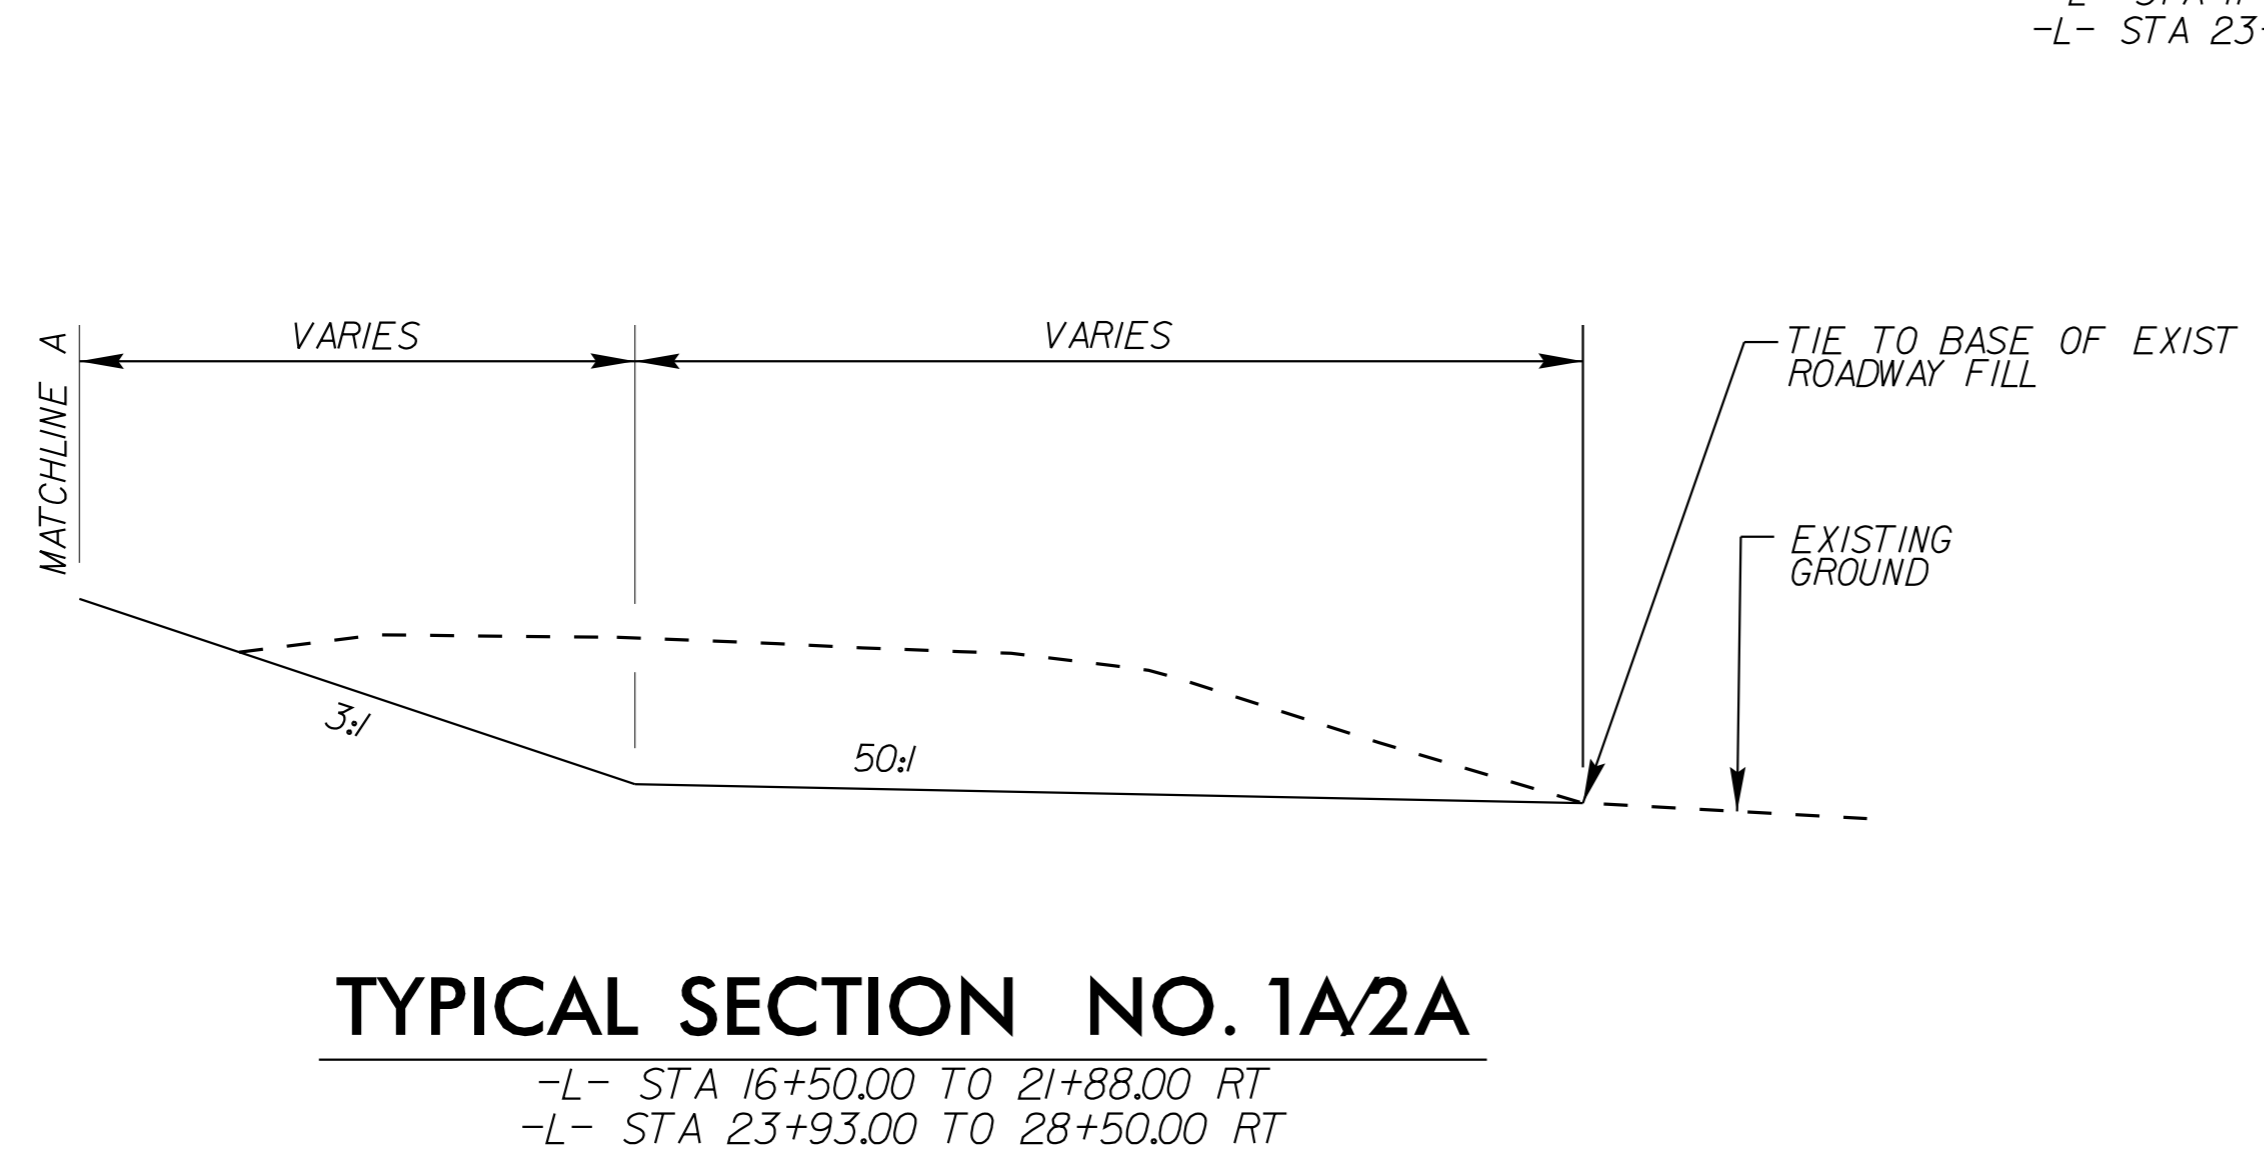 -L- STA 23+
VARIES
VARIES
MATCHLINE A
TIE TO BASE OF EXIST
ROADWAY FILL
EXISTING
GROUND
3:1
50:1
TYPICAL SECTION NO. 1A/2A
-L- STA 16+50.00 TO 21+88.00 RT
-L- STA 23+93.00 TO 28+50.00 RT